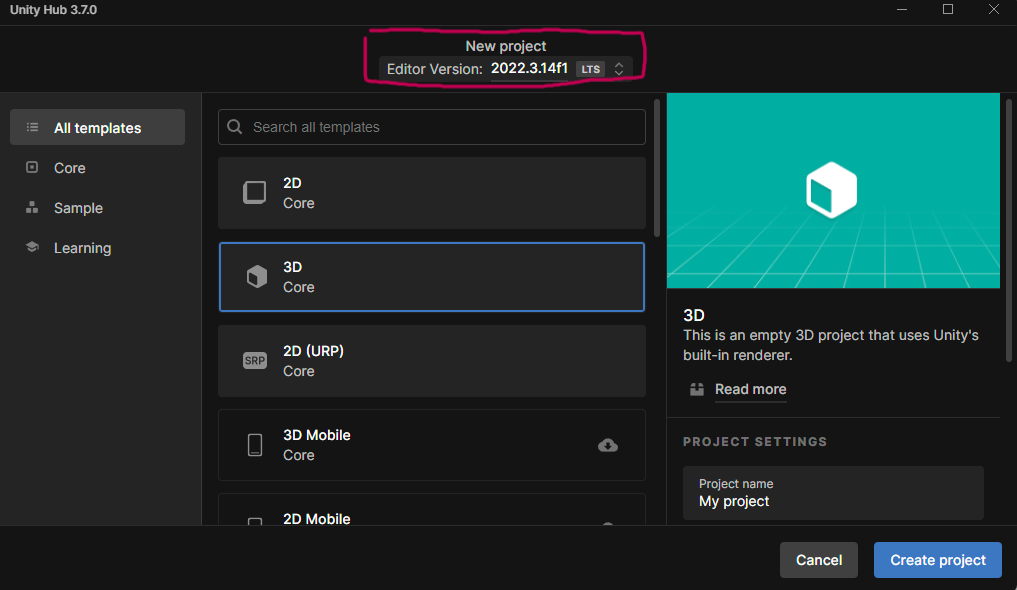 Unity Hub 3.7.0
New project
Editor Version: 2022.3.14f1 LTS
All templates
Core
Sample
Learning
Search all templates
2D
Core
3D
Core
SRP
2D (URP)
Core
3D Mobile
Core
2D Mobile
3D
This is an empty 3D project that uses Unity's
built-in renderer.
Read more
PROJECT SETTINGS
Project name
My project
Cancel
Create project